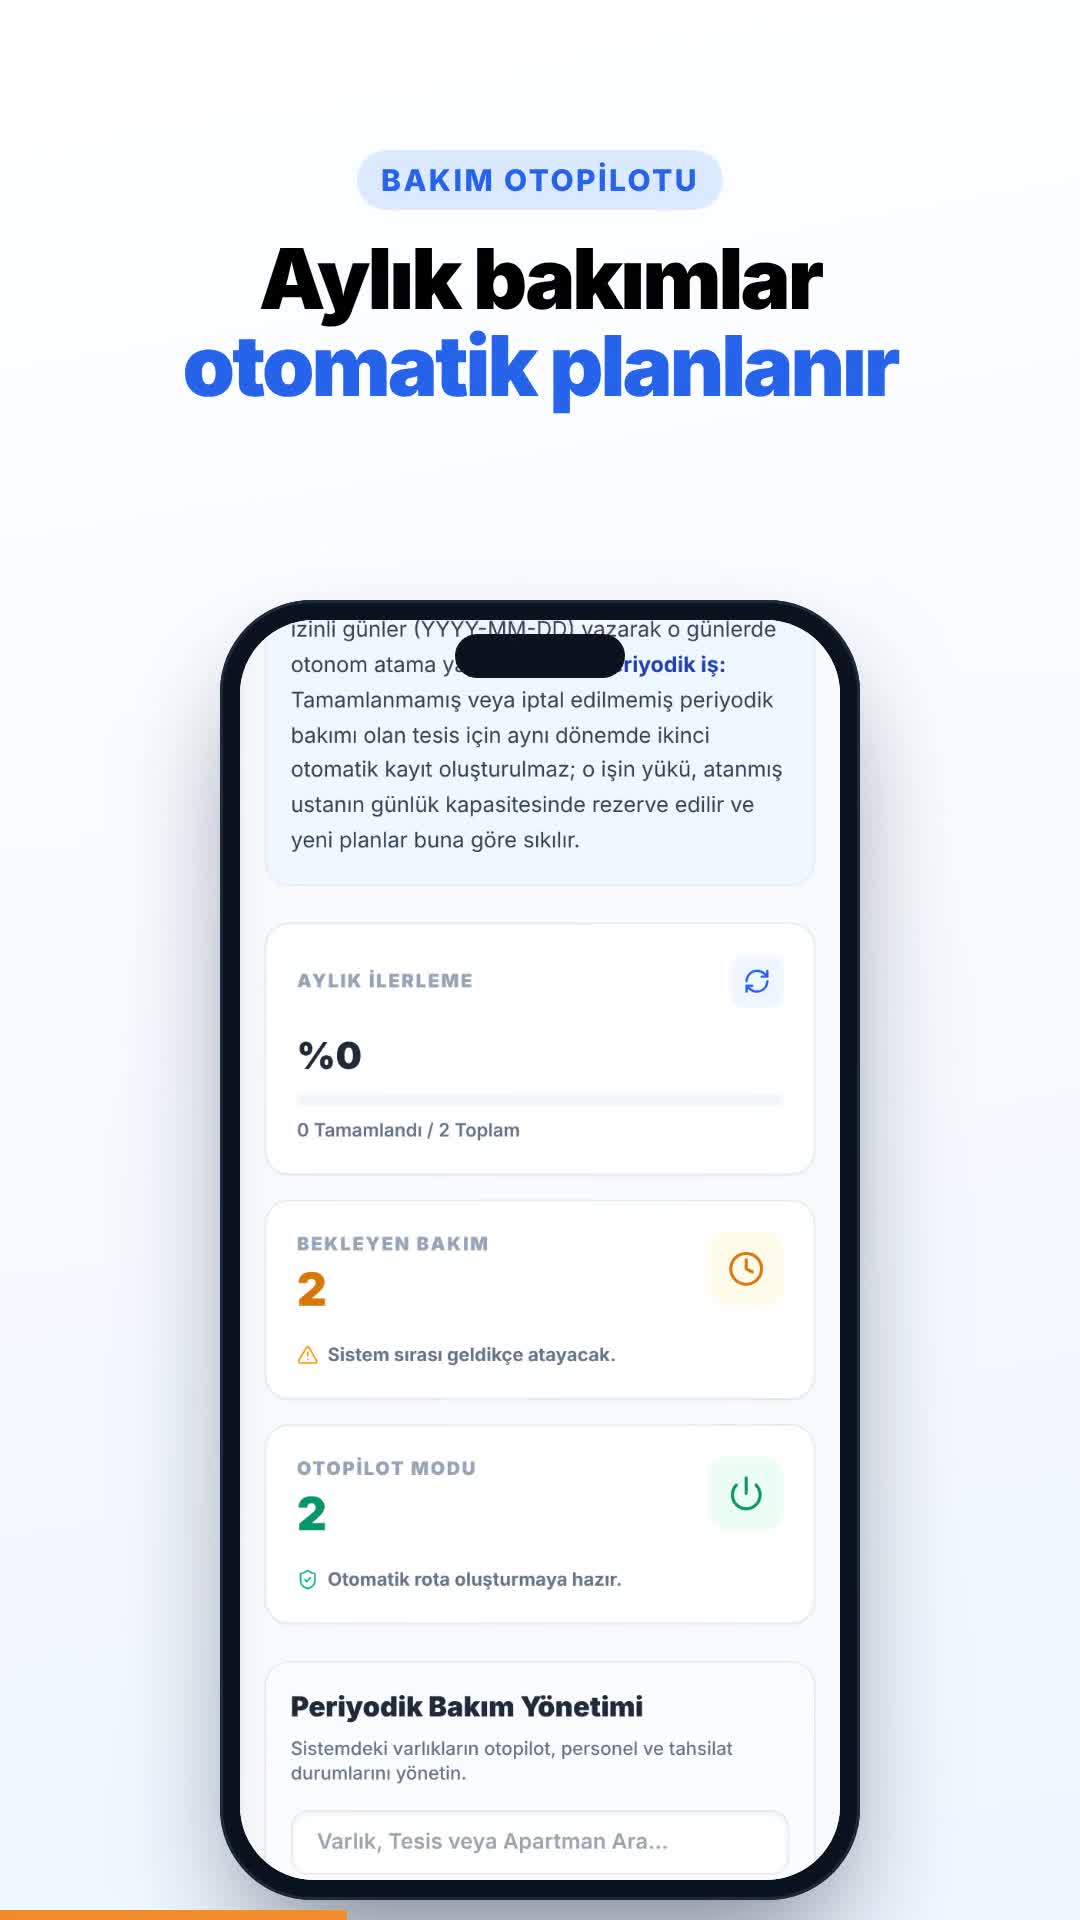 BAKIM OTOPİLOTU
Aylık bakımlar
otomatik planlanır
izinli günler (YYYY-MM-DD) yazarak o günlerde
otonom atama riyodik iş:
Tamamlanmamış veya iptal edilmemiş periyodik
bakımı olan tesis için aynı dönemde ikinci
otomatik kayıt oluşturulmaz; o işin yükü, atanmış
ustanın günlük kapasitesinde rezerve edilir ve
yeni planlar buna göre sıkılır.
AYLIK İLERLEME
%0
0 Tamamlandı / 2 Toplam
BEKLEYEN BAKIM
2
Sistem sırası geldikçe atayacak.
OTOPİLOT MODU
2
Otomatik rota oluşturmaya hazır.
Periyodik Bakım Yönetimi
Sistemdeki varlıkların otopilot, personel ve tahsilat
durumlarını yönetin.
Varlık, Tesis veya Apartman Ara...